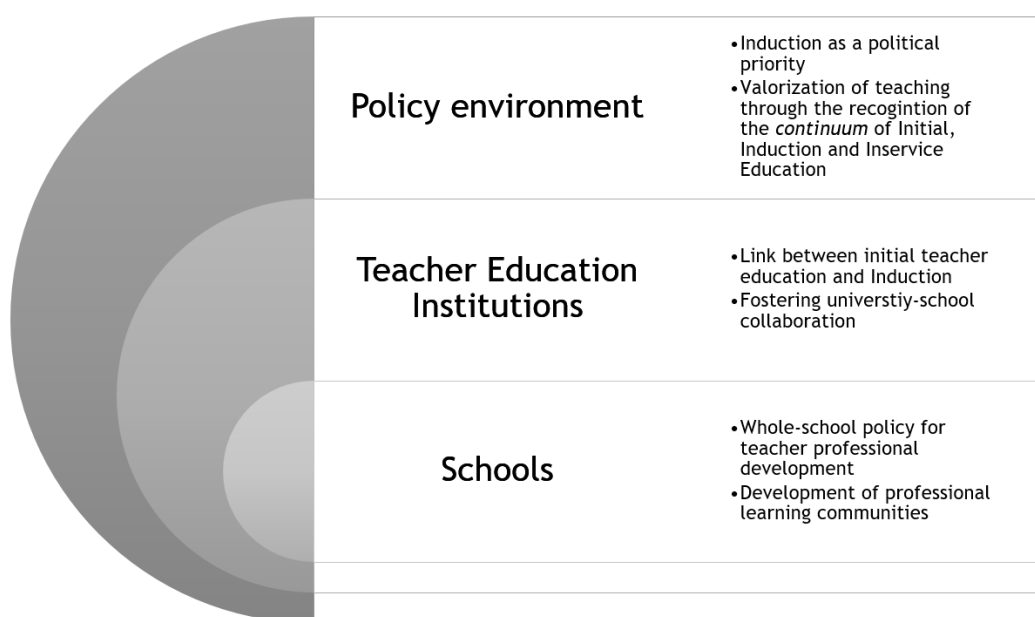 Policy environment
•Induction as a political
priority
•Valorization of teaching
through the recogintion of
the continuum of Initial,
Induction and Inservice
Education
Teacher Education
Institutions
•Link between initial teacher
education and Induction
•Fostering universtiy-school
collaboration
Schools
•Whole-school policy for
teacher professional
development
•Development of professional
learning communities